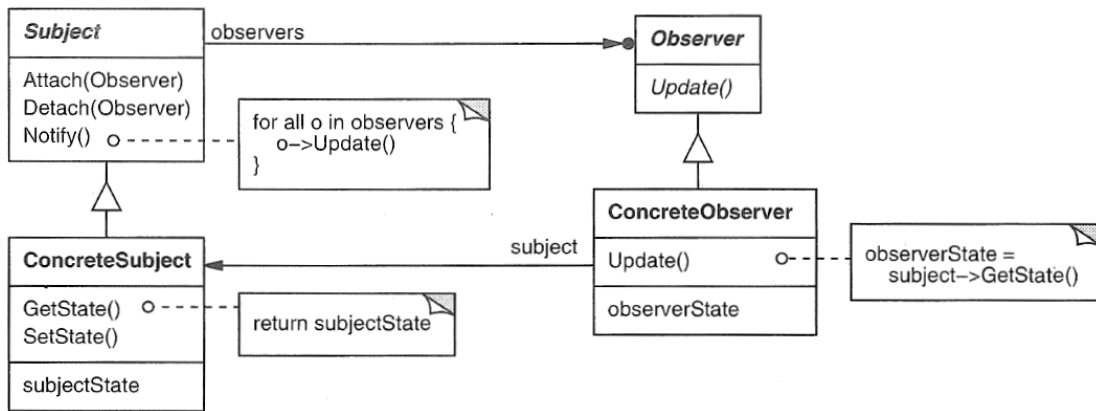 Subject
observers
Observer
Attach(Observer)
Detach(Observer)
Notify()
Update()
for all o in observers {
o–>Update()
}
ConcreteObserver
Update()
observerState
observerState =
subject–>GetState()
subject
ConcreteSubject
GetState()
SetState()
subjectState
return subjectState